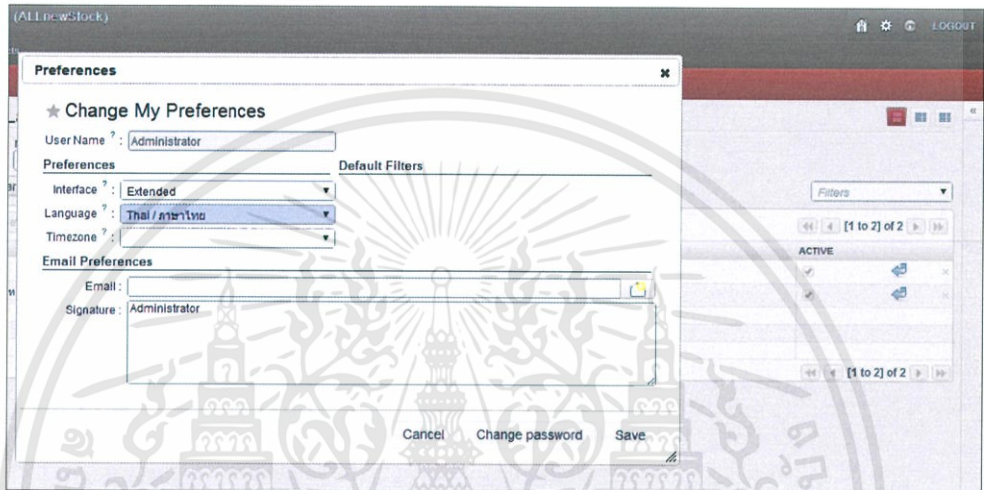 (ALLnewStock)
LOGOUT
Preferences
★ Change My Preferences
User Name ? : Administrator
Preferences
Default Filters
Interface ? : Extended
Language ? : Thai / ภาษาไทย
Timezone ? :
Email Preferences
Email :
Signature : Administrator
Cancel Change password Save
Filters
[1 to 2] of 2
ACTIVE
[1 to 2] of 2